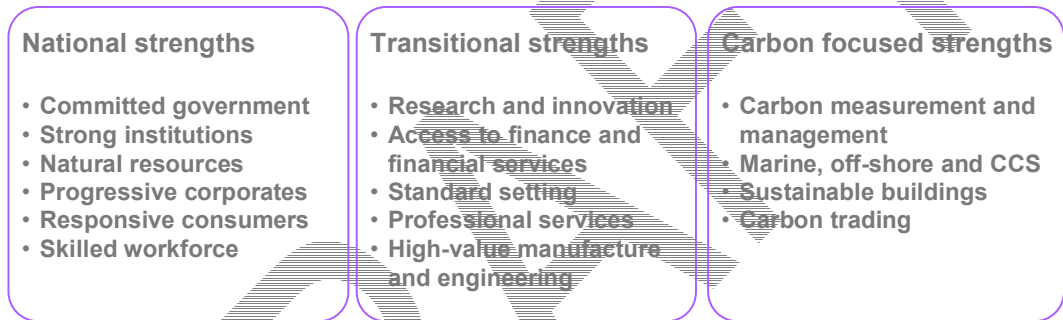 National strengths
• Committed government
• Strong institutions
• Natural resources
• Progressive corporates
• Responsive consumers
• Skilled workforce
Transitional strengths
• Research and innovation
• Access to finance and
financial services
• Standard setting
• Professional services
• High-value manufacture
and engineering
Carbon focused strengths
• Carbon measurement and
management
• Marine, off-shore and CCS
• Sustainable buildings
• Carbon trading